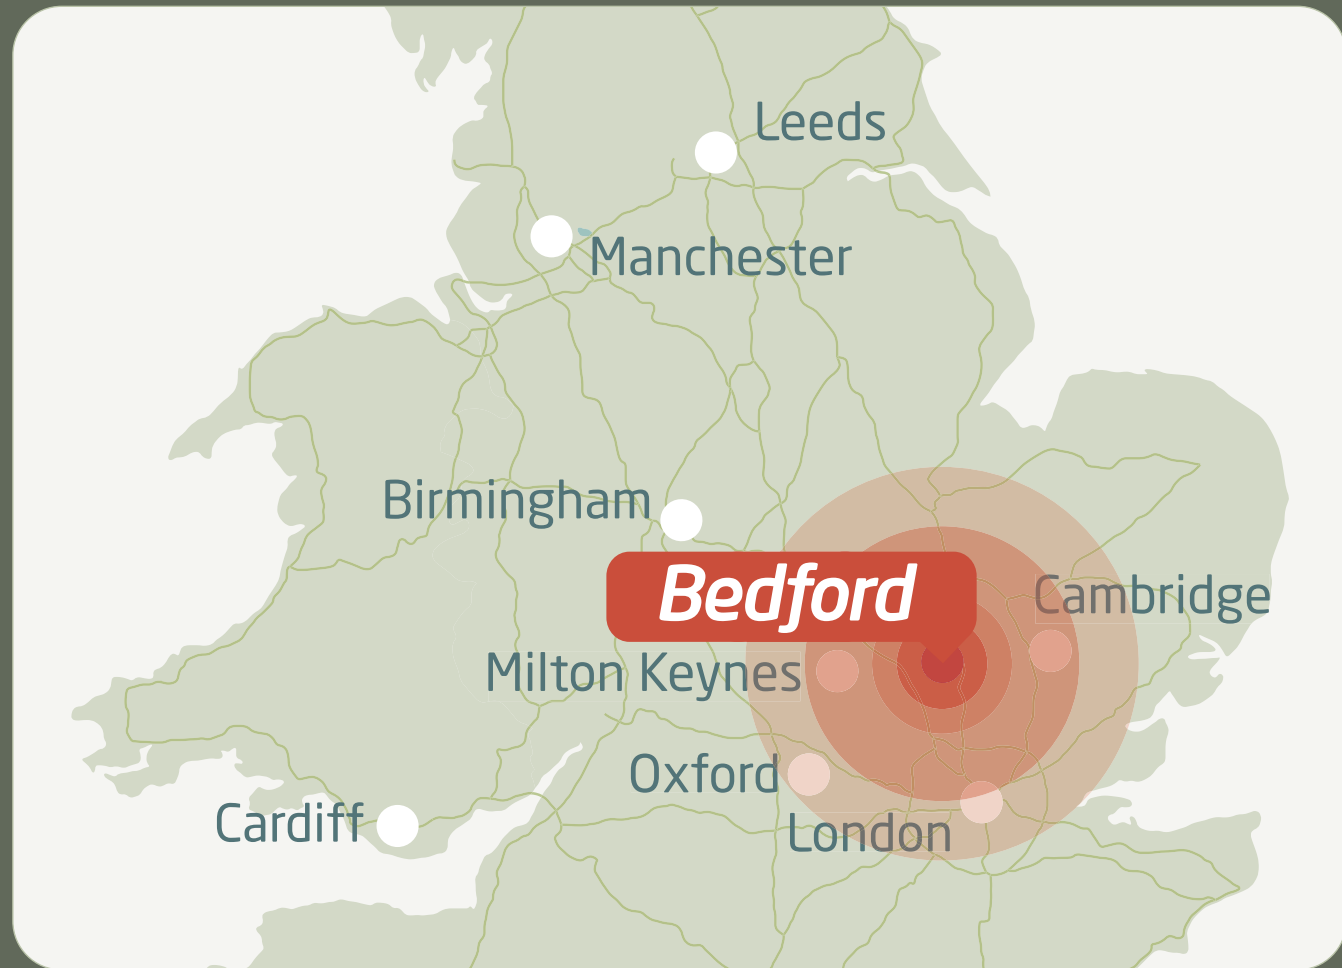 Leeds
Manchester
Birmingham
Bedford
Cambridge
Milton Keynes
Oxford
Cardiff
London